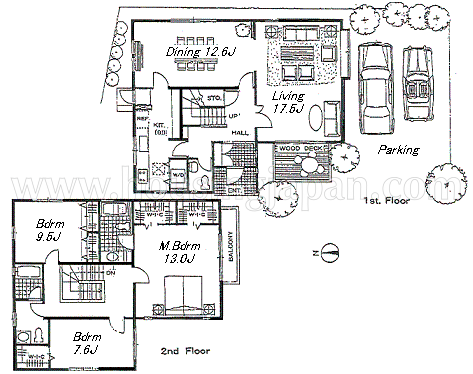 Dining 12.6J
Living
17.5J
STO.
UP
HALL
REF.
KIT.
W/D
WOOD DECK
ENT.
Parking
1st. Floor
Bdrm
9.5J
W·I·C
W·I·C
M.Bdrm
13.0J
BALCONY
DN
Bdrm
7.6J
W·I·C
2nd Floor
N